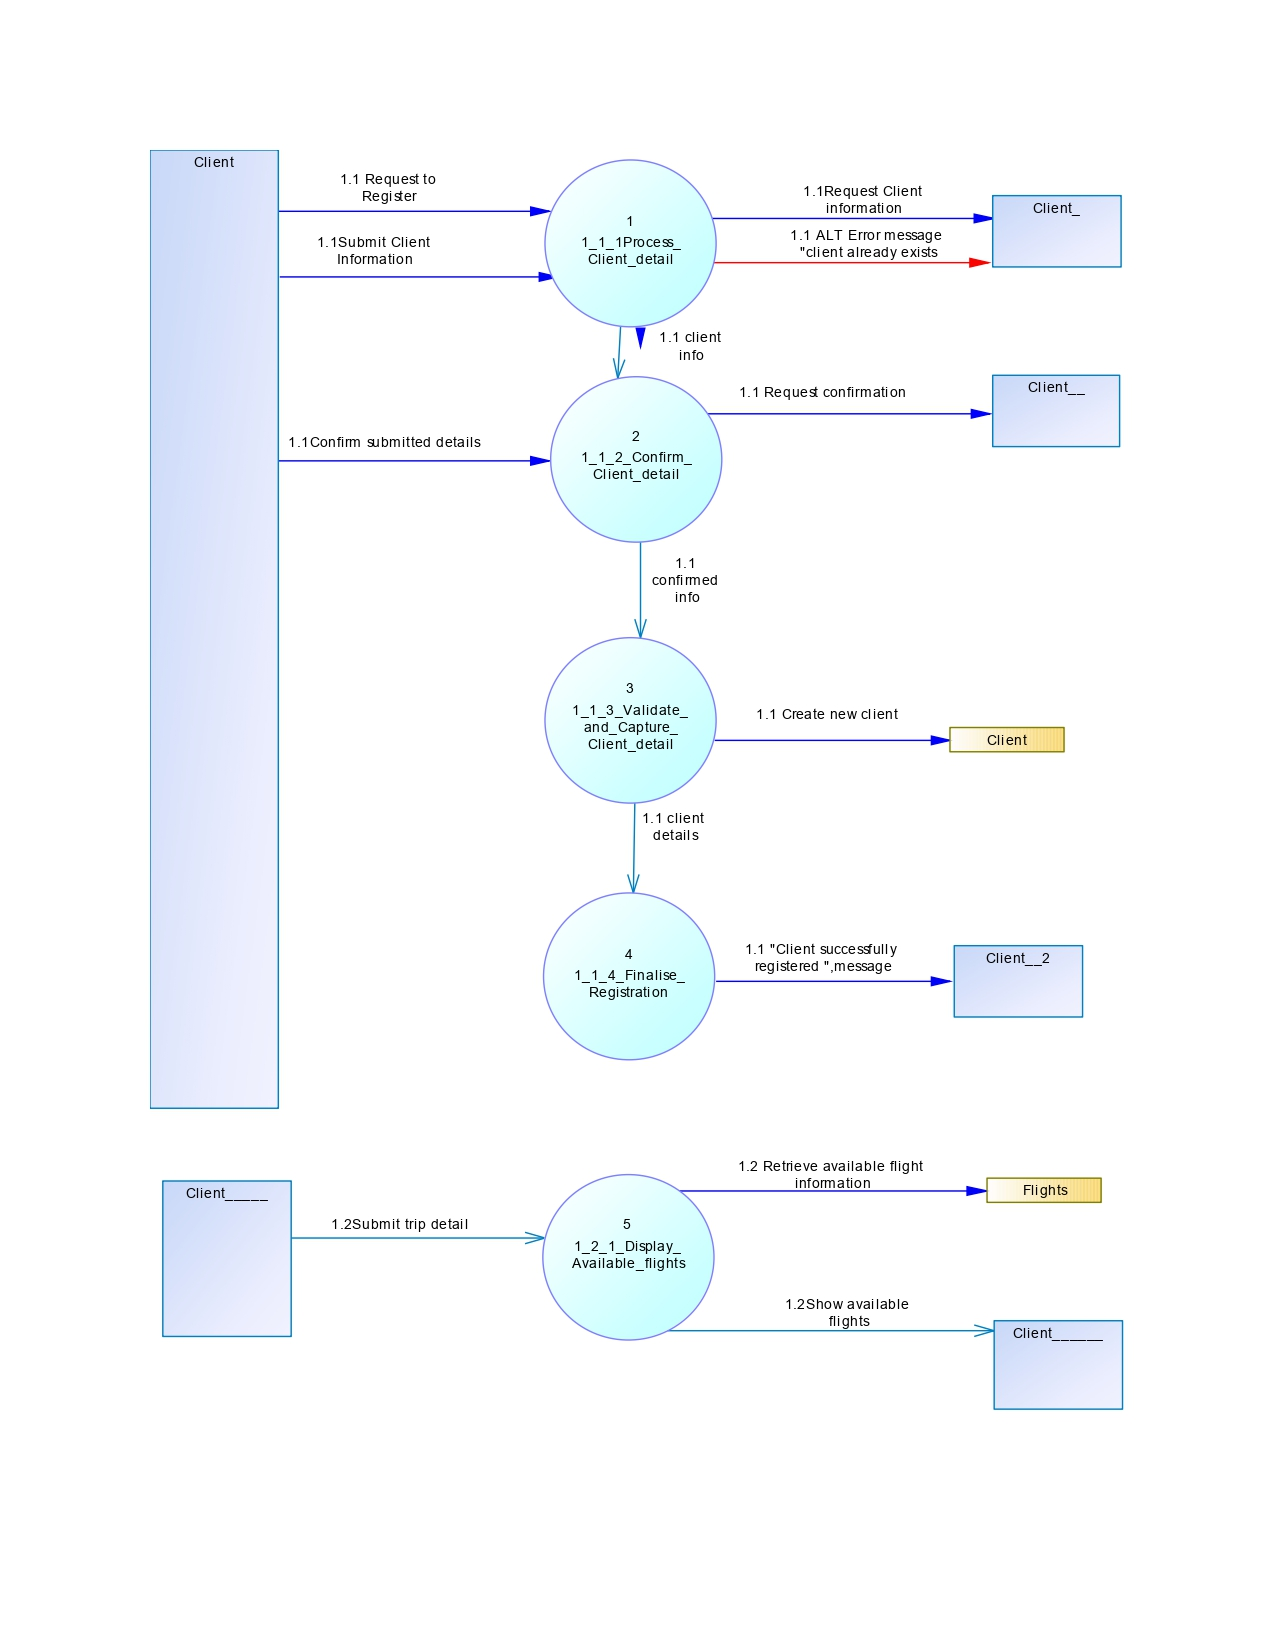 Client
1.1 Request to
Register
1.1Submit Client
Information
1
1_1_1Process_
Client_detail
1.1Request Client
information
1.1 ALT Error message
"client already exists
Client_
1.1 client
info
1.1Confirm submitted details
2
1_1_2_Confirm_
Client_detail
1.1 Request confirmation
Client__
1.1
confirmed
info
3
1_1_3_Validate_
and_Capture_
Client_detail
1.1 Create new client
Client
1.1 client
details
4
1_1_4_Finalise_
Registration
1.1 "Client successfully
registered ",message
Client__2
Client_____
1.2Submit trip detail
5
1_2_1_Display_
Available_flights
1.2 Retrieve available flight
information
Flights
1.2Show available
flights
Client______